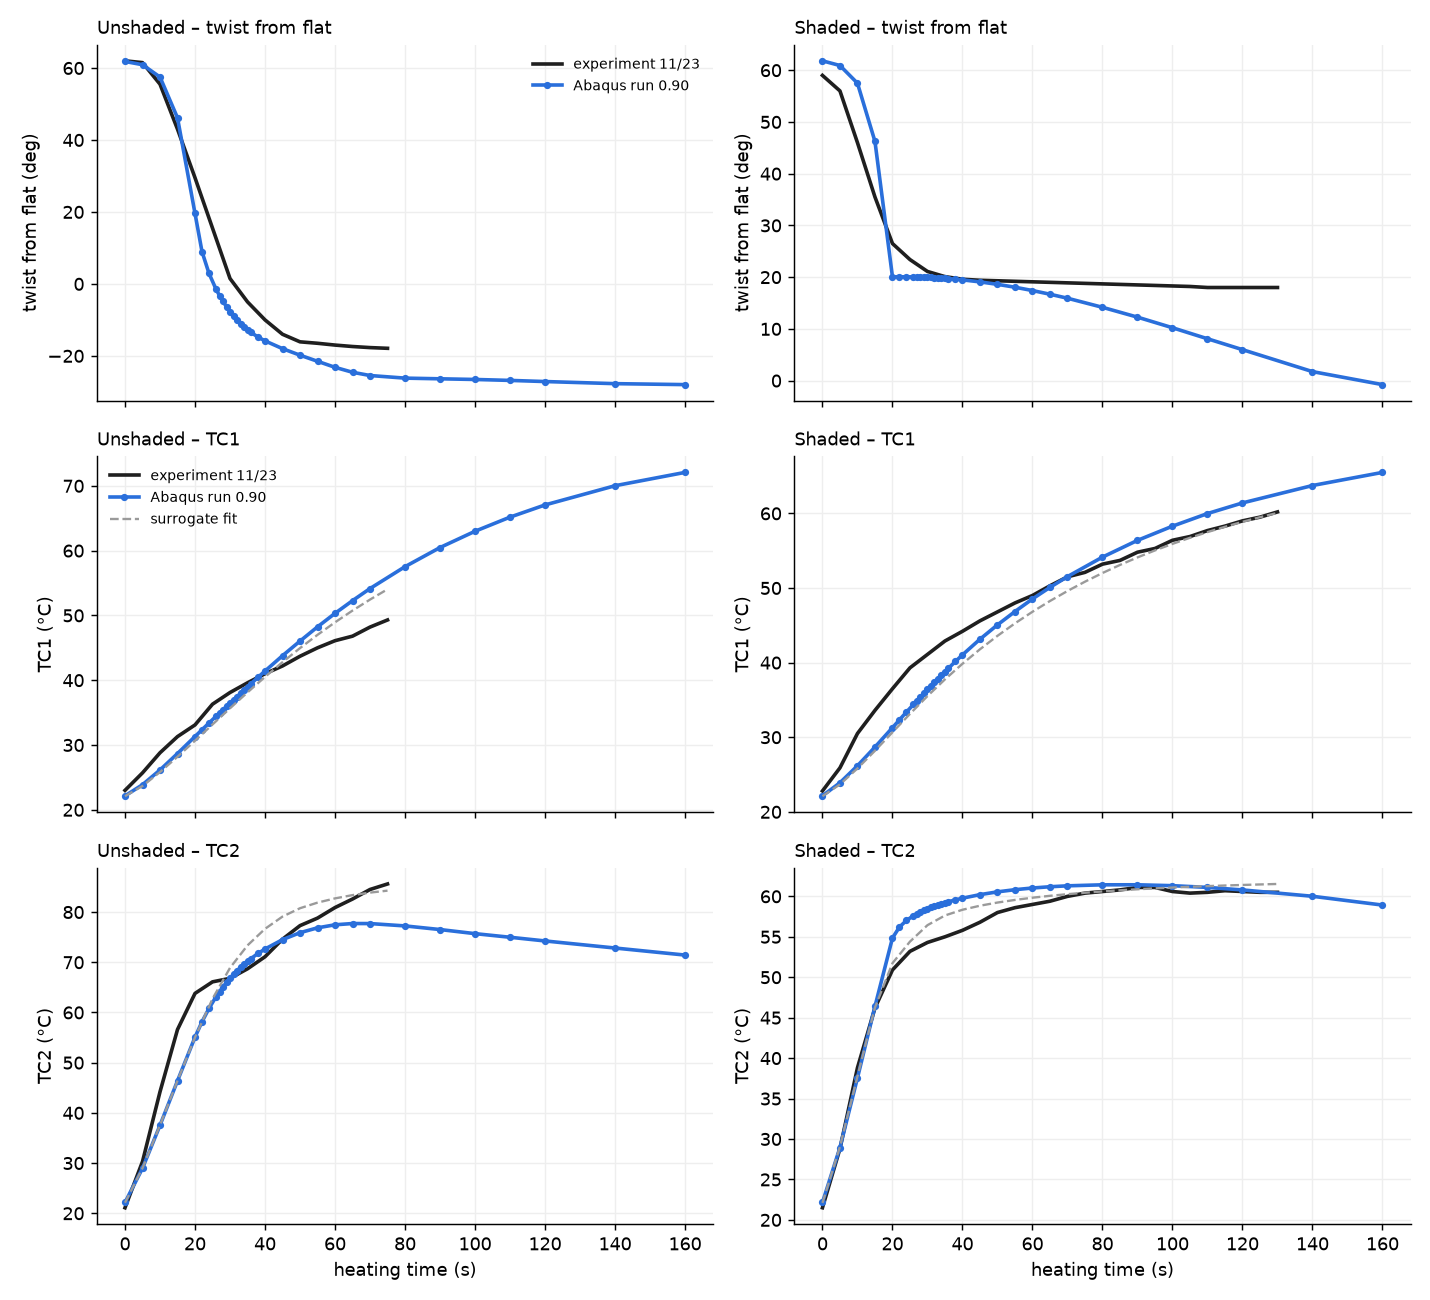 Unshaded – twist from flat
twist from flat (deg)
60
40
20
0
−20
experiment 11/23
Abaqus run 0.90
Shaded – twist from flat
twist from flat (deg)
60
50
40
30
20
10
0
Unshaded – TC1
TC1 (°C)
70
60
50
40
30
20
experiment 11/23
Abaqus run 0.90
surrogate fit
Shaded – TC1
TC1 (°C)
60
50
40
30
20
Unshaded – TC2
TC2 (°C)
80
70
60
50
40
30
20
0 20 40 60 80 100 120 140 160
heating time (s)
Shaded – TC2
TC2 (°C)
60
55
50
45
40
35
30
25
20
0 20 40 60 80 100 120 140 160
heating time (s)